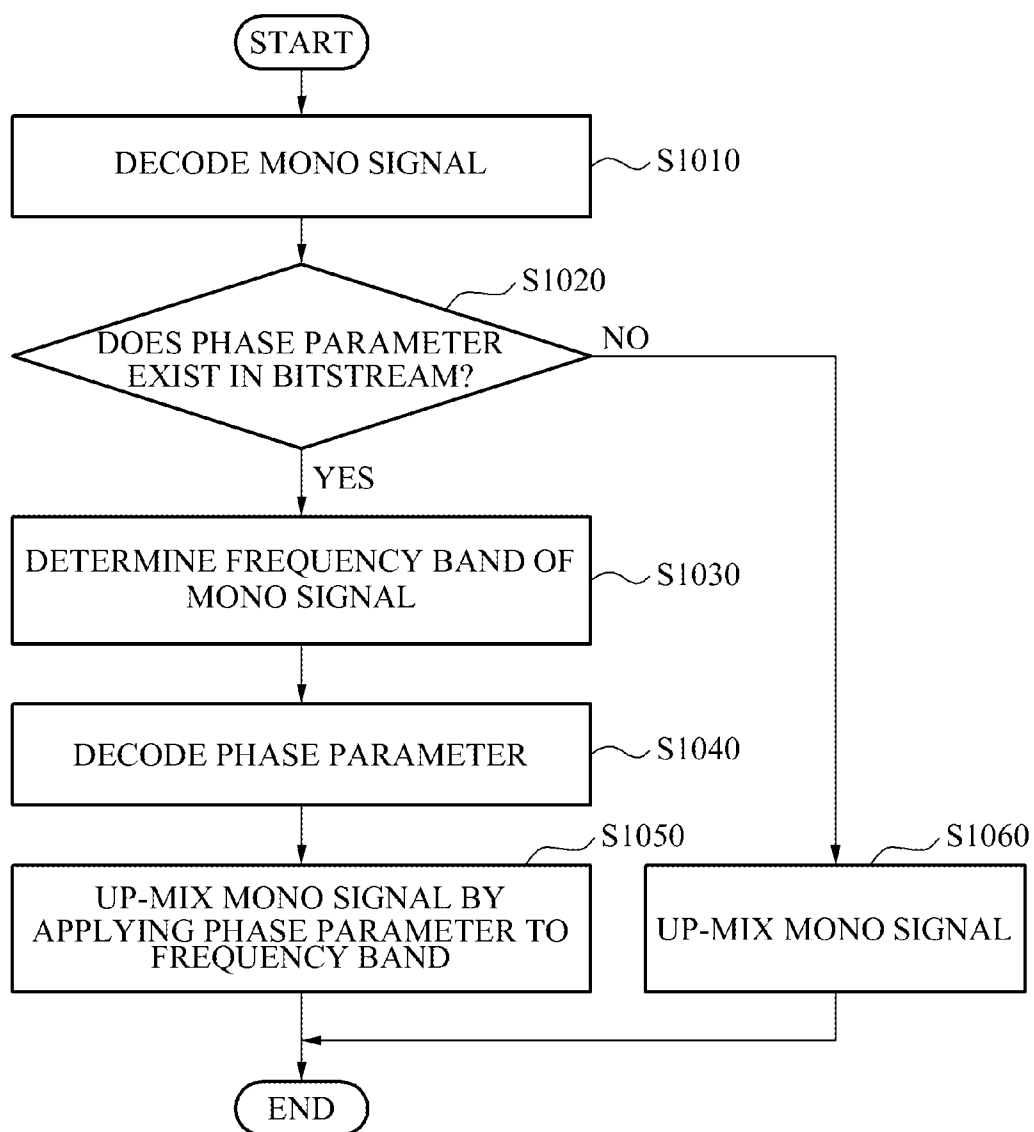 START
DECODE MONO SIGNAL
S1010
S1020
DOES PHASE PARAMETER
EXIST IN BITSTREAM?
NO
YES
DETERMINE FREQUENCY BAND OF
MONO SIGNAL
S1030
DECODE PHASE PARAMETER
S1040
S1050
UP-MIX MONO SIGNAL BY
APPLYING PHASE PARAMETER TO
FREQUENCY BAND
S1060
UP-MIX MONO SIGNAL
END